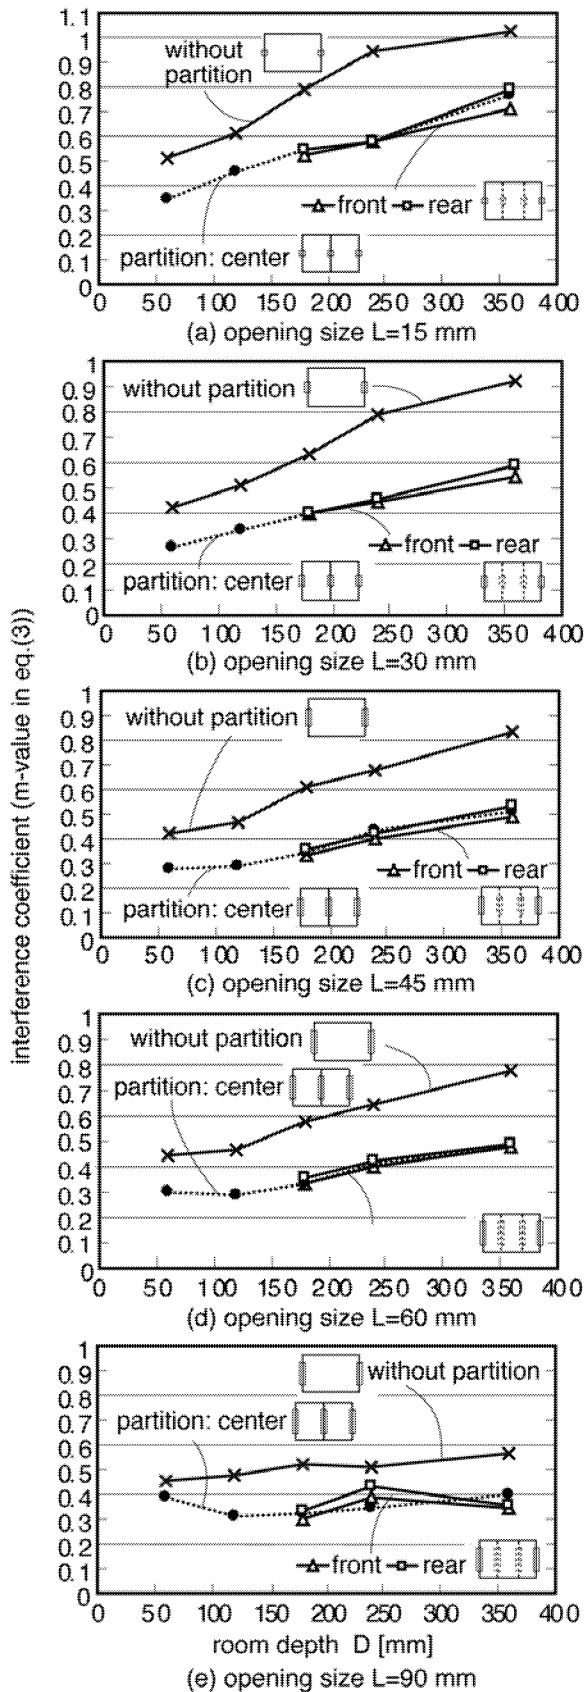 interference coefficient (m-value in eq.(3))
1.1
1
0.9
0.8
0.7
0.6
0.5
0.4
0.3
0.2
0.1
0
without
partition
front rear
partition: center
0 50 100 150 200 250 300 350 400
(a) opening size L=15 mm
1
0.9
0.8
0.7
0.6
0.5
0.4
0.3
0.2
0.1
0
without partition
front rear
partition: center
0 50 100 150 200 250 300 350 400
(b) opening size L=30 mm
1
0.9
0.8
0.7
0.6
0.5
0.4
0.3
0.2
0.1
0
without partition
front rear
partition: center
0 50 100 150 200 250 300 350 400
(c) opening size L=45 mm
1
0.9
0.8
0.7
0.6
0.5
0.4
0.3
0.2
0.1
0
without partition
partition: center
0 50 100 150 200 250 300 350 400
(d) opening size L=60 mm
1
0.9
0.8
0.7
0.6
0.5
0.4
0.3
0.2
0.1
0
without partition
partition: center
front rear
0 50 100 150 200 250 300 350 400
room depth D [mm]
(e) opening size L=90 mm